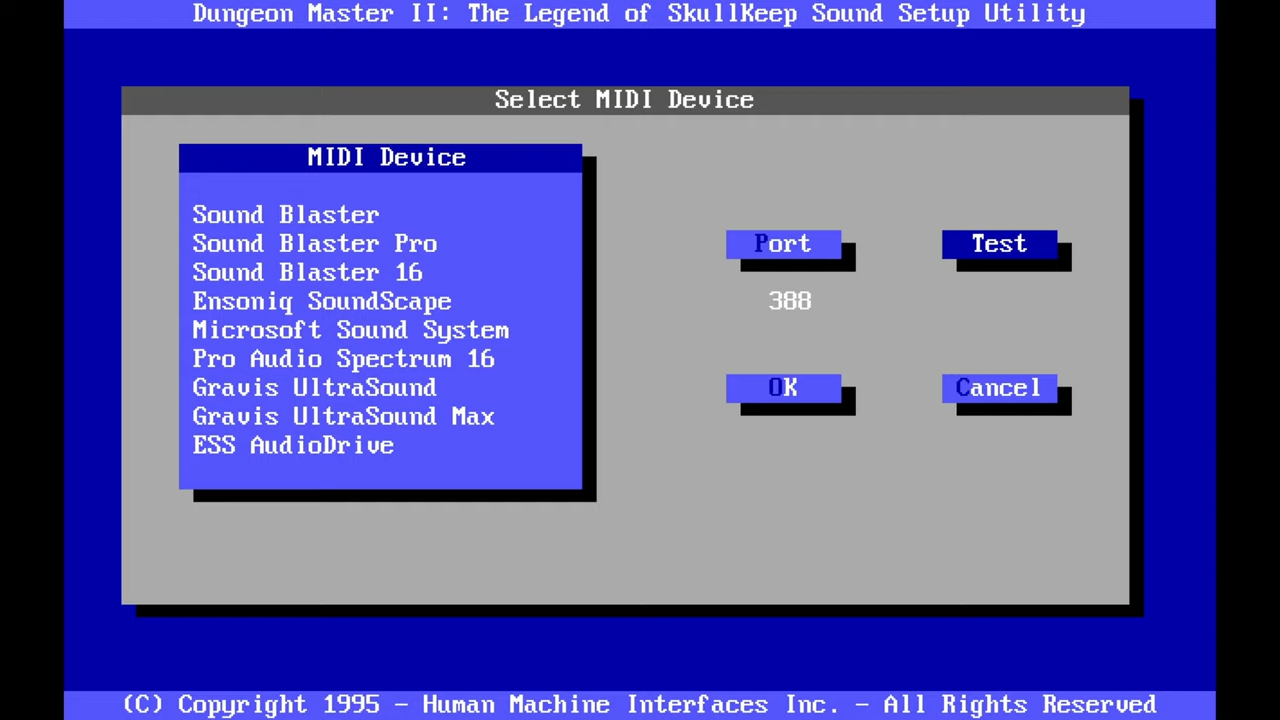 Dungeon Master II: The Legend of SkullKeep Sound Setup Utility
Select MIDI Device
MIDI Device
Sound Blaster
Sound Blaster Pro
Sound Blaster 16
Ensoniq SoundScape
Microsoft Sound System
Pro Audio Spectrum 16
Gravis UltraSound
Gravis UltraSound Max
ESS AudioDrive
Port
Test
388
OK
Cancel
(C) Copyright 1995 - Human Machine Interfaces Inc. - All Rights Reserved